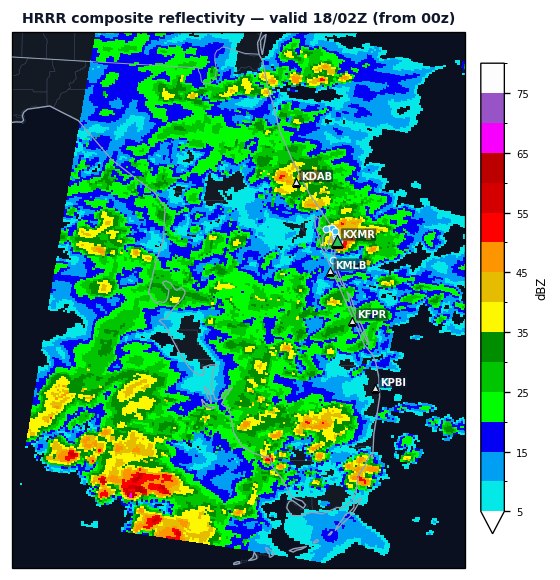 HRRR composite reflectivity — valid 18/02Z (from 00z)
KDAB
KXMR
KMLB
KFPR
KPBI
75
65
55
45
35
25
15
5
dBZ